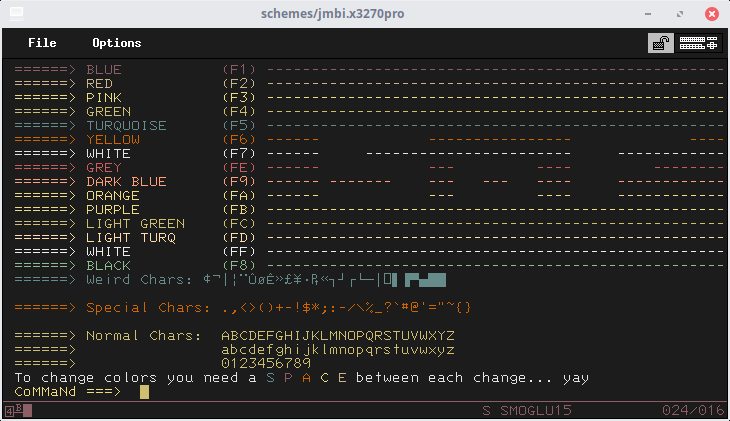 schemes/jmbi.x3270pro
File Options
======> BLUE (F1) ------------------------------------------------------
======> RED (F2) ------------------------------------------------------
======> PINK (F3) ------------------------------------------------------
======> GREEN (F4) ------------------------------------------------------
======> TURQUOISE (F5) ------------------------------------------------------
======> YELLOW (F6) --- --- --- ---
======> WHITE (F7) ---------- ------------------------------------------
======> GREY (FE) --- --- --- ---
======> DARK BLUE (F9) ------ ------- --- -------------
======> ORANGE (FA) --- --- -------------
======> PURPLE (FB) ------------------------------------------------------
======> LIGHT GREEN (FC) ------------------------------------------------------
======> LIGHT TURQ (FD) ------------------------------------------------------
======> WHITE (FF) ------------------------------------------------------
======> BLACK (F8) ------------------------------------------------------
======> Weird Chars:
======> Special Chars: .,<>()+-!$*;:-/\%_?`#@'="~{}
======> Normal Chars: ABCDEFGHIJKLMNOPQRSTUVWXYZ
======> abcdefghijklmnopqrstuvwxyz
======> 0123456789
To change colors you need a S P A C E between each change... yay
CoMMaNd ===>
4 B S SMOGLU15 024/016